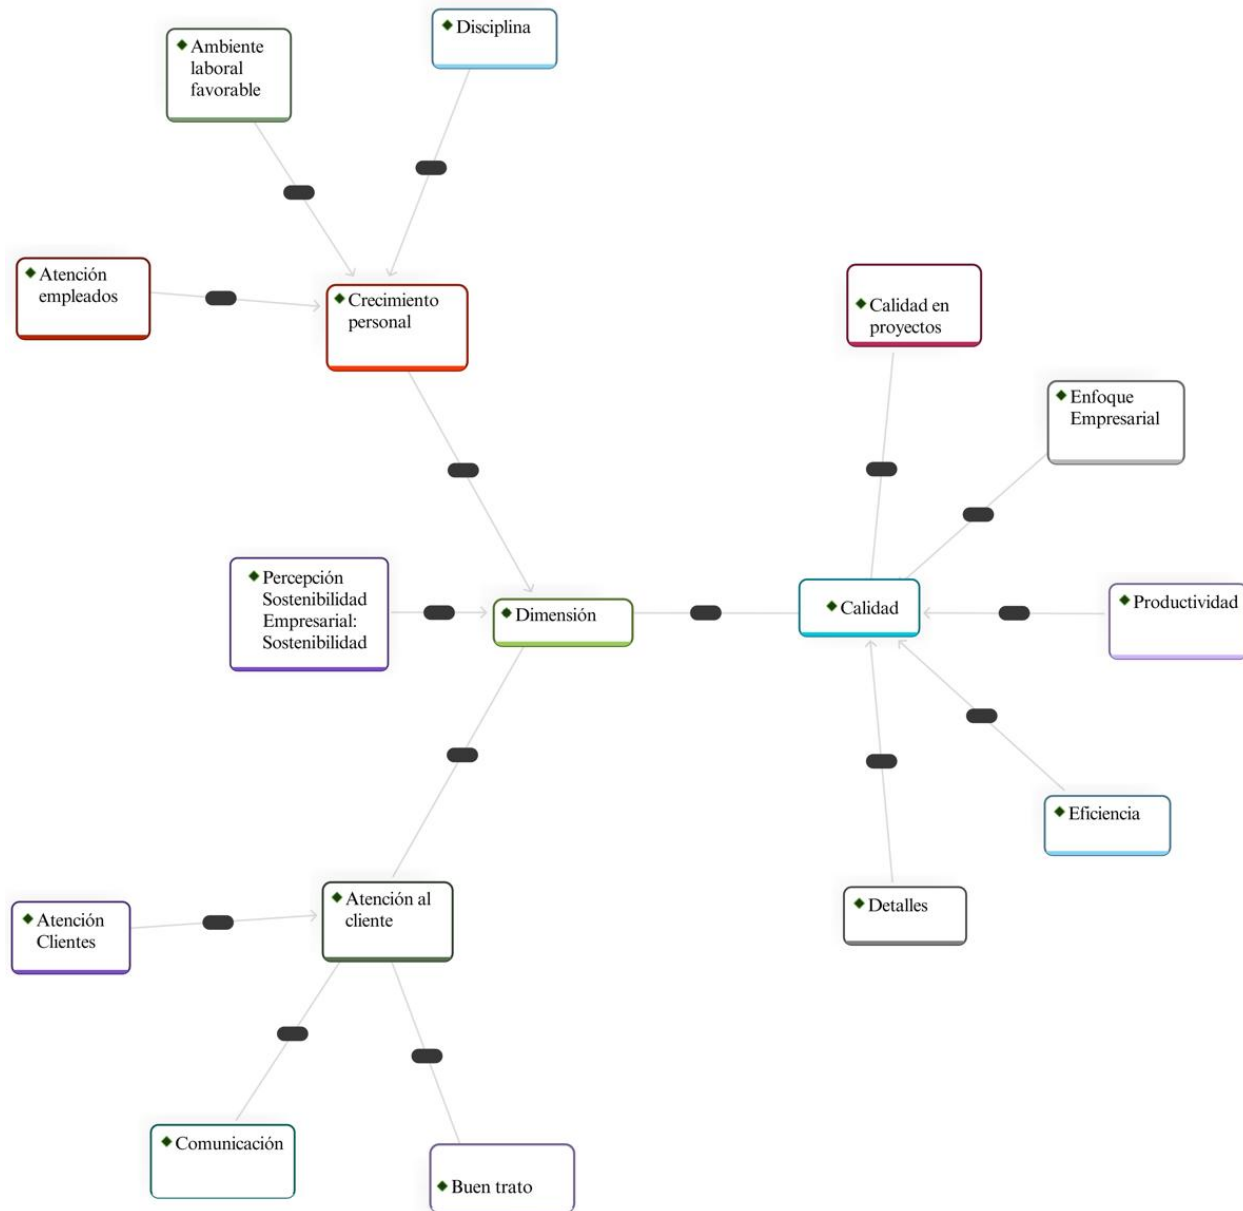 Disciplina
Ambiente
laboral
favorable
Atención
empleados
Crecimiento
personal
Calidad en
proyectos
Enfoque
Empresarial
Percepción
Sostenibilidad
Empresarial:
Sostenibilidad
Dimensión
Calidad
Productividad
Eficiencia
Detalles
Atención al
cliente
Atención
Clientes
Comunicación
Buen trato